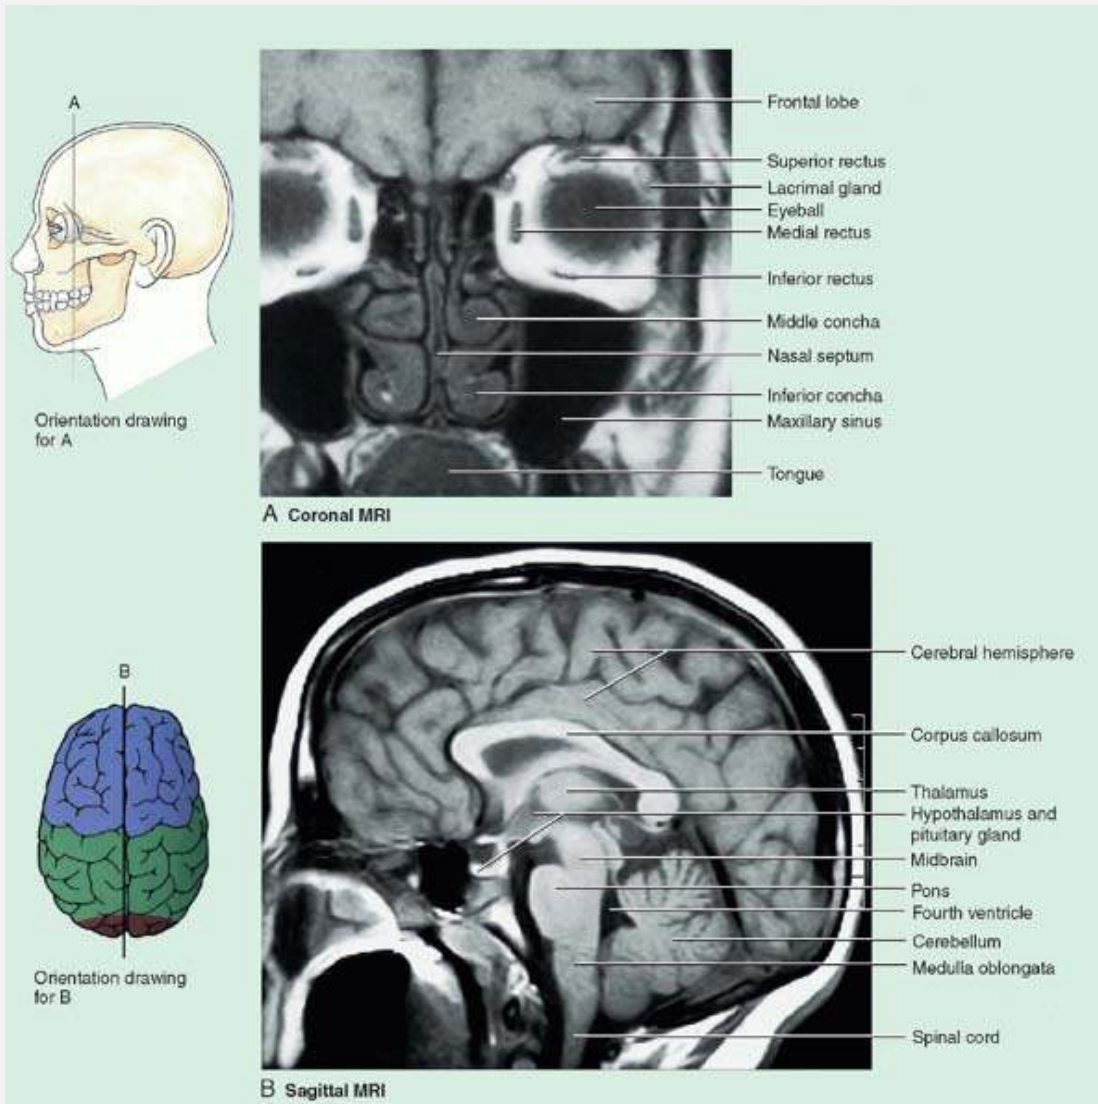 A
Orientation drawing
for A
Frontal lobe
Superior rectus
Lacrimal gland
Eyeball
Medial rectus
Inferior rectus
Middle concha
Nasal septum
Inferior concha
Maxillary sinus
Tongue
A Coronal MRI
B
Orientation drawing
for B
Cerebral hemisphere
Corpus callosum
Thalamus
Hypothalamus and
pituitary gland
Midbrain
Pons
Fourth ventricle
Cerebellum
Medulla oblongata
Spinal cord
B Sagittal MRI